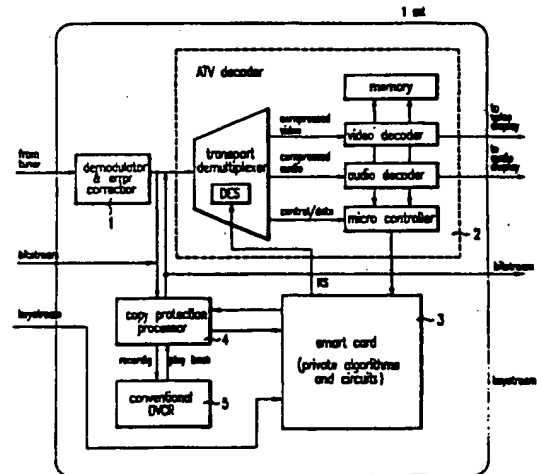 1 set
ATV decoder
memory
compressed
video
video decoder
to
video
display
from
tuner
demodulator
& error
correction
1
transport
demultiplexer
DES
compressed
audio
audio decoder
to
audio
display
control/data
micro controller
2
bitstream
KS
bitstream
keystream
copy protection
processor
4
3
smart card
(private algorithms
and circuits)
recording
play back
keystream
conventional
DVCR
5